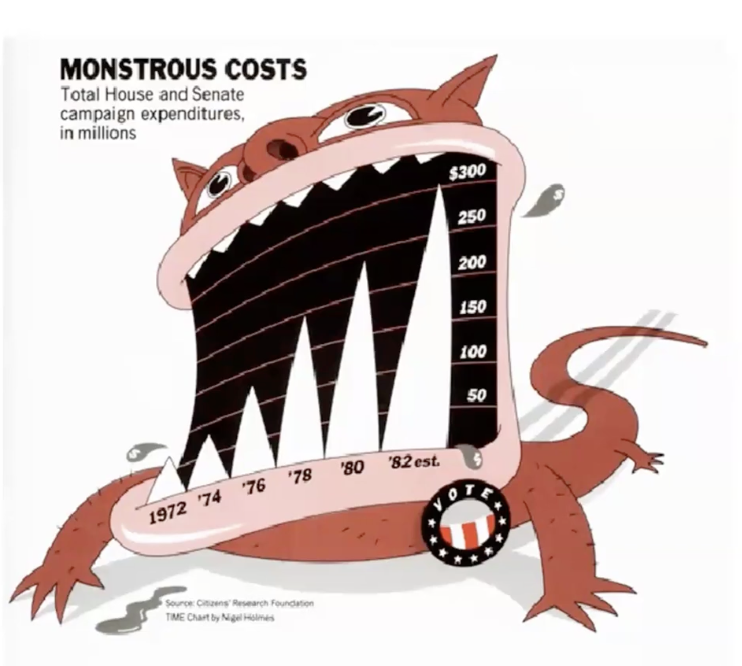 MONSTROUS COSTS
Total House and Senate
campaign expenditures,
in millions
$300
250
200
150
100
50
1972 '74 '76 '78 '80 '82 est.
$
$
$
VOTE
Source: Citizens' Research Foundation
TIME Chart by Nigel Holmes